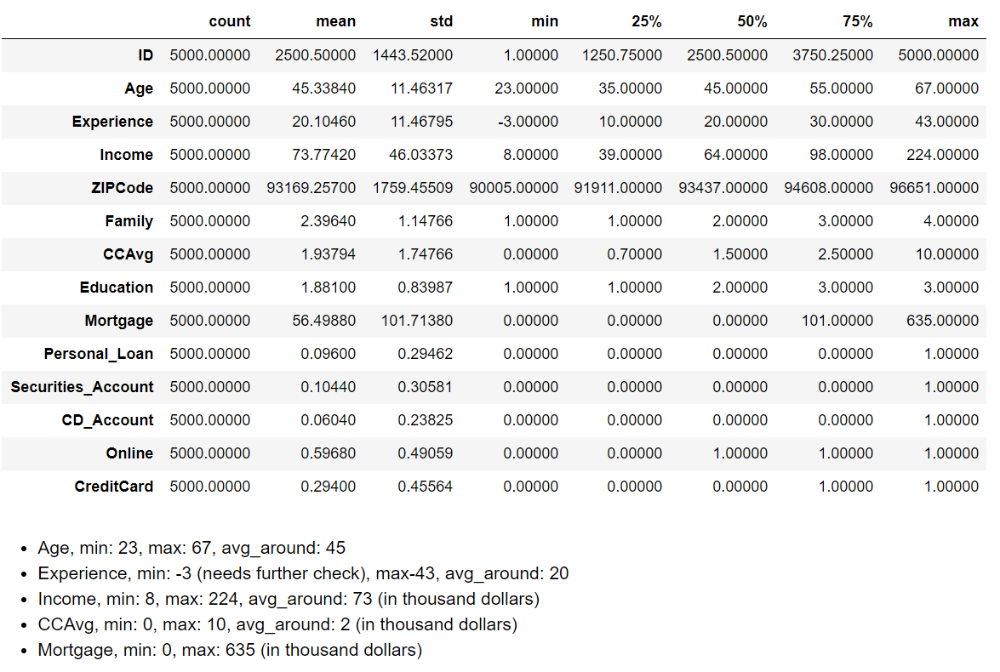 count mean std min 25% 50% 75% max
ID 5000.00000 2500.50000 1443.52000 1.00000 1250.75000 2500.50000 3750.25000 5000.00000
Age 5000.00000 45.33840 11.46317 23.00000 35.00000 45.00000 55.00000 67.00000
Experience 5000.00000 20.10460 11.46795 -3.00000 10.00000 20.00000 30.00000 43.00000
Income 5000.00000 73.77420 46.03373 8.00000 39.00000 64.00000 98.00000 224.00000
ZIPCode 5000.00000 93169.25700 1759.45509 90005.00000 91911.00000 93437.00000 94608.00000 96651.00000
Family 5000.00000 2.39640 1.14766 1.00000 1.00000 2.00000 3.00000 4.00000
CCAvg 5000.00000 1.93794 1.74766 0.00000 0.70000 1.50000 2.50000 10.00000
Education 5000.00000 1.88100 0.83987 1.00000 1.00000 2.00000 3.00000 3.00000
Mortgage 5000.00000 56.49880 101.71380 0.00000 0.00000 0.00000 101.00000 635.00000
Personal_Loan 5000.00000 0.09600 0.29462 0.00000 0.00000 0.00000 0.00000 1.00000
Securities_Account 5000.00000 0.10440 0.30581 0.00000 0.00000 0.00000 0.00000 1.00000
CD_Account 5000.00000 0.06040 0.23825 0.00000 0.00000 0.00000 0.00000 1.00000
Online 5000.00000 0.59680 0.49059 0.00000 0.00000 1.00000 1.00000 1.00000
CreditCard 5000.00000 0.29400 0.45564 0.00000 0.00000 0.00000 1.00000 1.00000
• Age, min: 23, max: 67, avg_around: 45
• Experience, min: -3 (needs further check), max-43, avg_around: 20
• Income, min: 8, max: 224, avg_around: 73 (in thousand dollars)
• CCAvg, min: 0, max: 10, avg_around: 2 (in thousand dollars)
• Mortgage, min: 0, max: 635 (in thousand dollars)